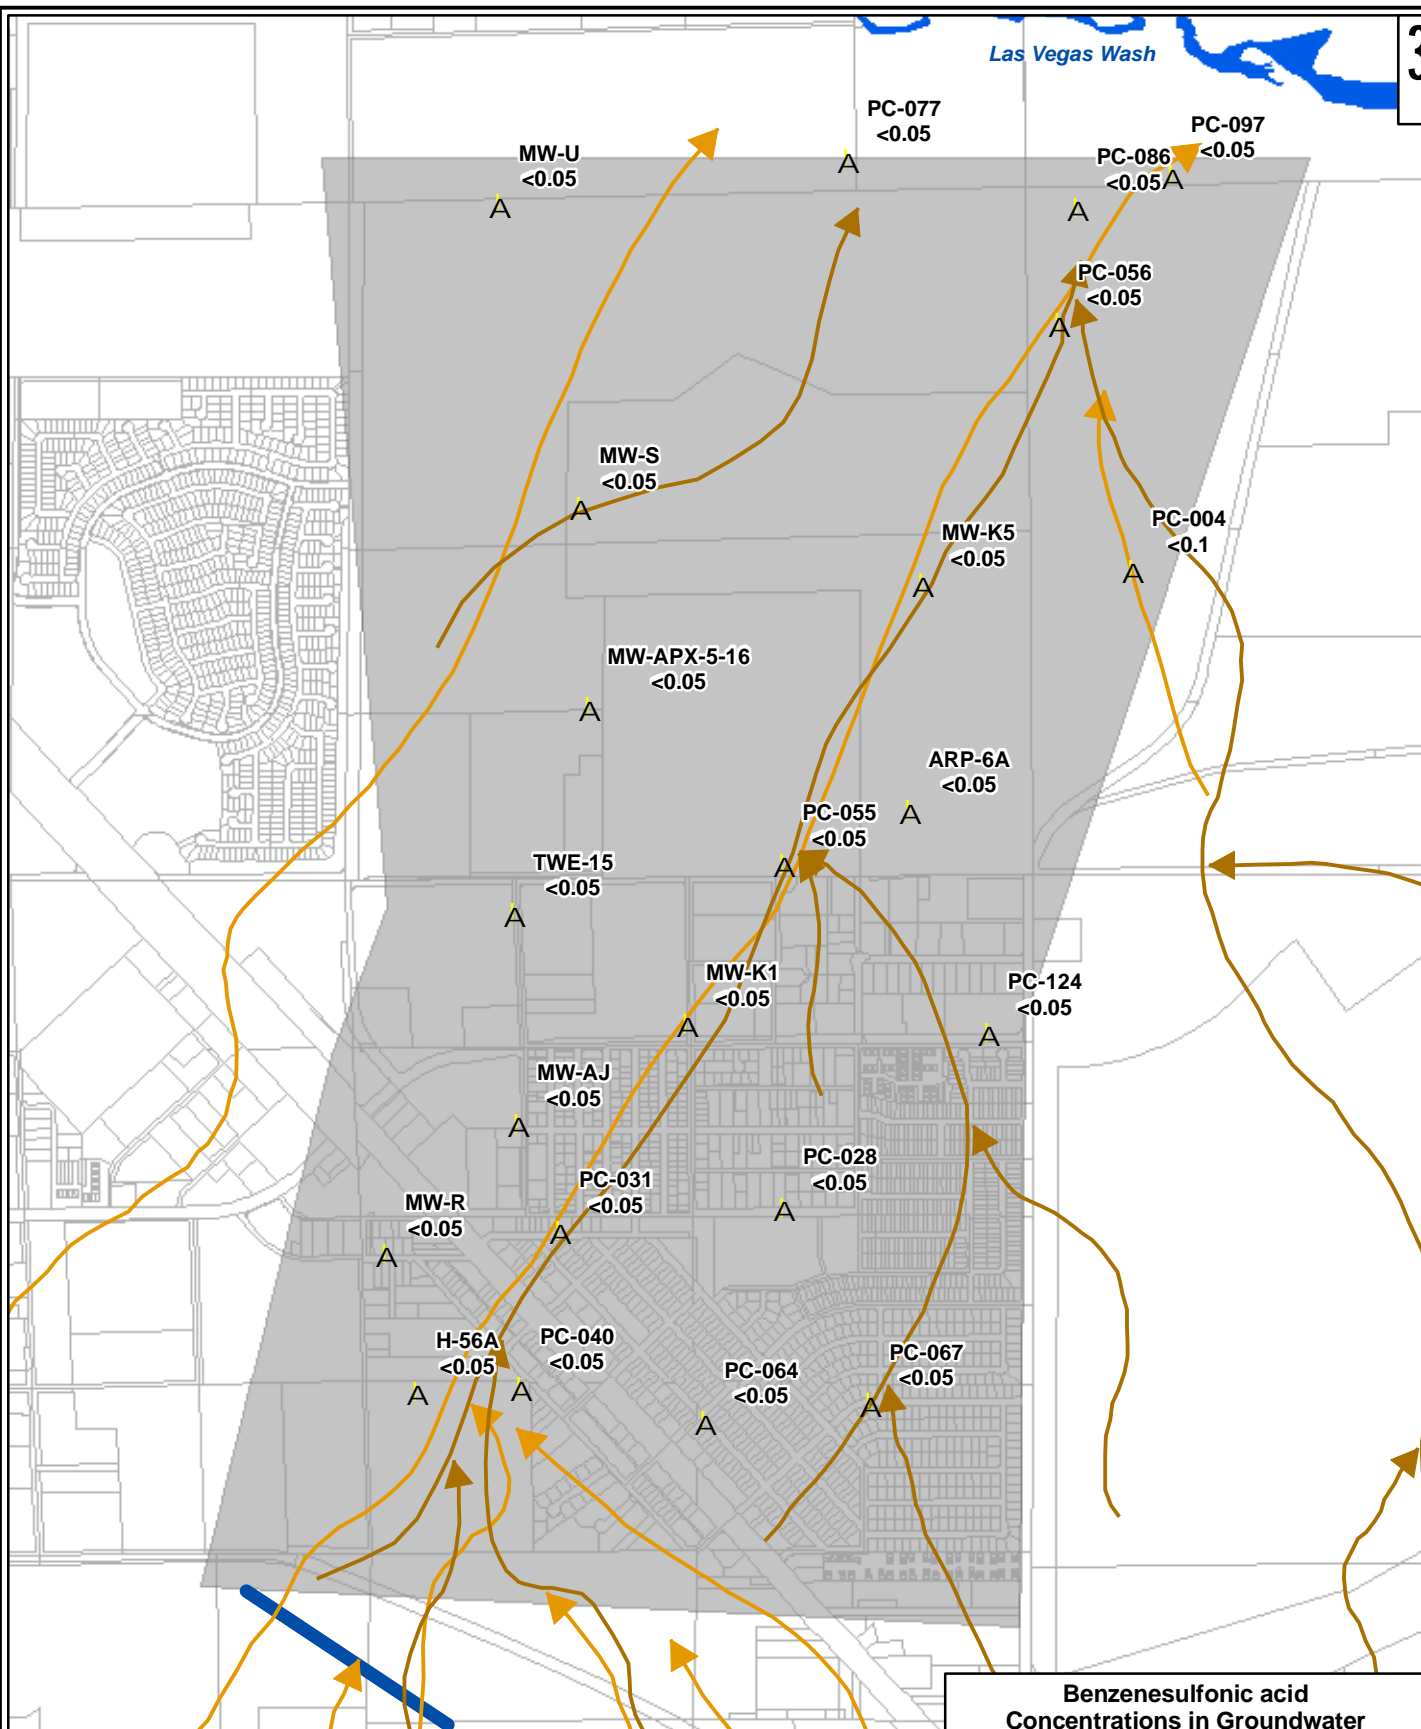 3
Las Vegas Wash
PC-077
<0.05
PC-097
<0.05
PC-086
<0.05
A
A
MW-U
<0.05
A
A
PC-056
<0.05
A
MW-S
<0.05
A
PC-004
<0.1
A
MW-K5
<0.05
A
MW-APX-5-16
<0.05
A
ARP-6A
<0.05
A
PC-055
<0.05
A
TWE-15
<0.05
A
MW-K1
<0.05
A
PC-124
<0.05
A
MW-AJ
<0.05
A
PC-028
<0.05
A
PC-031
<0.05
A
MW-R
<0.05
A
H-56A
<0.05
A
PC-040
<0.05
A
PC-064
<0.05
A
PC-067
<0.05
A
Benzenesulfonic acid
Concentrations in Groundwater